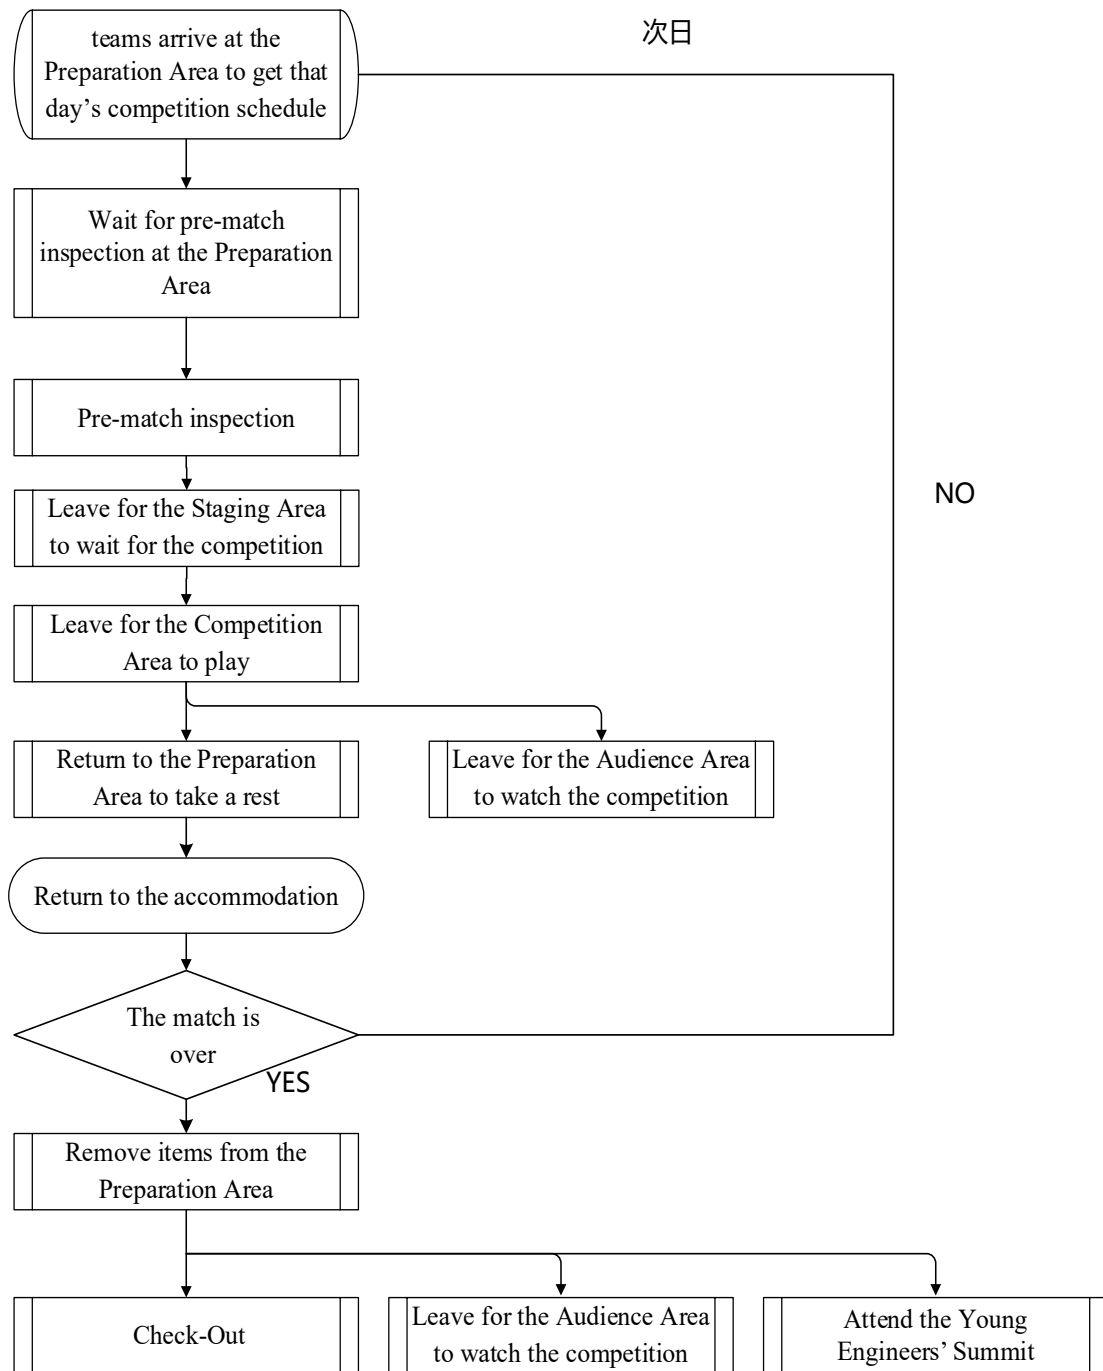 teams arrive at the
Preparation Area to get that
day’s competition schedule
次日
Wait for pre-match
inspection at the Preparation
Area
Pre-match inspection
NO
Leave for the Staging Area
to wait for the competition
Leave for the Competition
Area to play
Return to the Preparation
Area to take a rest
Leave for the Audience Area
to watch the competition
Return to the accommodation
The match is
over
YES
Remove items from the
Preparation Area
Check-Out
Leave for the Audience Area
to watch the competition
Attend the Young
Engineers’ Summit